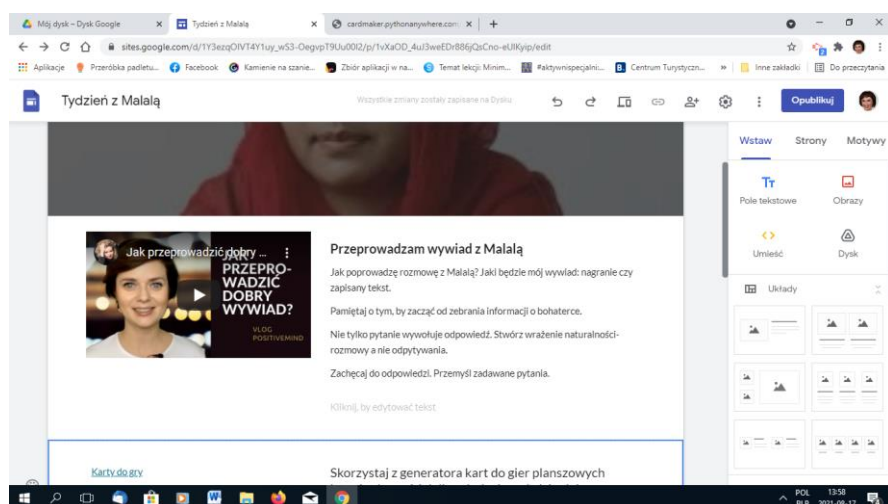 Mój dysk – Dysk Google
Tydzień z Malalą
cardmaker.pythonanywhere.com
sites.google.com/d/1Y3ezqOIVT4Y1uy_wS3-OegvpT9Uu00I2/p/1vXaOD_4uJ3weEDr886jQsCno-eUIKyip/edit
Aplikacje
Przeróbka padletu...
Facebook
Kamienie na szanie...
Zbiór aplikacji w na...
Temat lekcji: Minim...
#aktywnispecjalni:...
Centrum Turystyczn...
Inne zakładki
Do przeczytania
Tydzień z Malalą
Wszystkie zmiany zostały zapisane na Dysku
Opublikuj
Wstaw Strony Motywy
Pole tekstowe
Obrazy
Umieść
Dysk
Układy
Jak przeprowadzić dobry ...
JAK
PRZEPRO-
WADZIĆ
DOBRY
WYWIAD?
VLOG
POSITIVEMIND
Przeprowadzam wywiad z Malalą
Jak poprowadzę rozmowę z Malalą? Jaki będzie mój wywiad: nagranie czy
zapisany tekst.
Pamiętaj o tym, by zacząć od zebrania informacji o bohaterce.
Nie tylko pytanie wywołuje odpowiedź. Stwórz wrażenie naturalności-
rozmowy a nie odpytywania.
Zachęcaj do odpowiedzi. Przemyśl zadawane pytania.
Kliknij, by edytować tekst
Karty do gry
Skorzystaj z generatora kart do gier planszowych
POL
13:58
PLP
2021-08-17